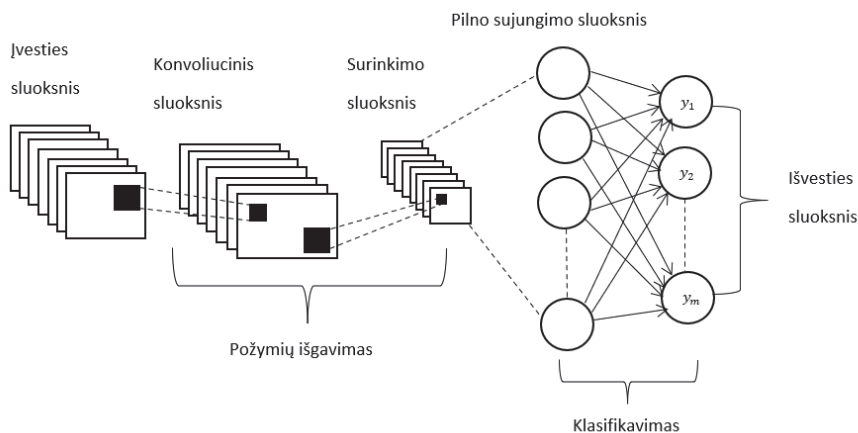 Pilno sujungimo sluoksnis
Įvesties
sluoksnis
Konvoliucinis
sluoksnis
Surinkimo
sluoksnis
y₁
y₂
yₘ
Išvesties
sluoksnis
Požymių išgavimas
Klasifikavimas